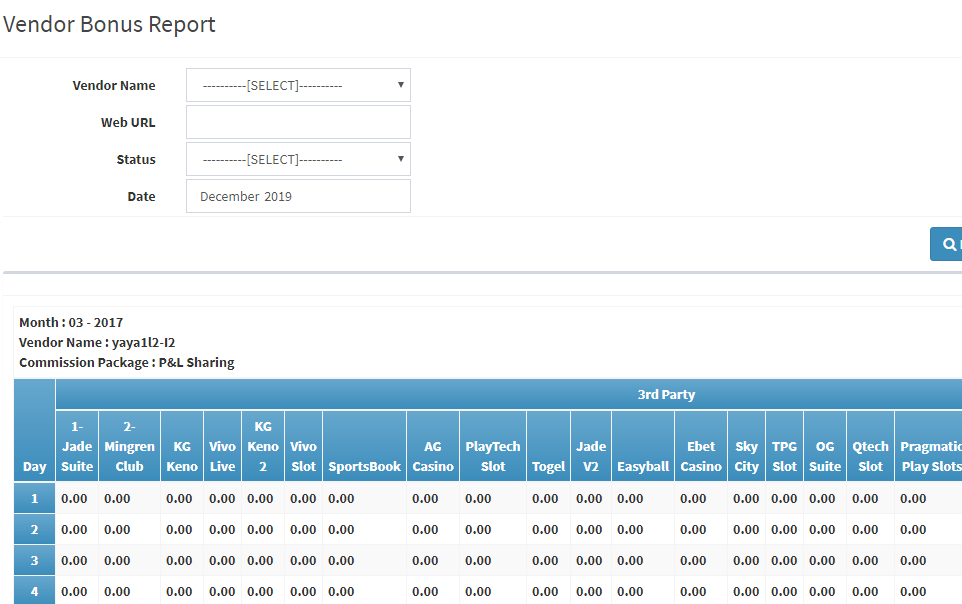 Vendor Bonus Report
Vendor Name ----------[SELECT]----------
Web URL
Status ----------[SELECT]----------
Date December 2019
Month : 03 - 2017
Vendor Name : yaya1l2-I2
Commission Package : P&L Sharing
3rd Party
Day 1-Jade Suite 2-Mingren Club KG Keno Vivo Live KG Keno 2 Vivo Slot SportsBook AG Casino PlayTech Slot Togel Jade V2 Easyball Ebet Casino Sky City TPG Slot OG Suite Qtech Slot Pragmatic Play Slots
1 0.00 0.00 0.00 0.00 0.00 0.00 0.00 0.00 0.00 0.00 0.00 0.00 0.00 0.00 0.00 0.00 0.00 0.00
2 0.00 0.00 0.00 0.00 0.00 0.00 0.00 0.00 0.00 0.00 0.00 0.00 0.00 0.00 0.00 0.00 0.00 0.00
3 0.00 0.00 0.00 0.00 0.00 0.00 0.00 0.00 0.00 0.00 0.00 0.00 0.00 0.00 0.00 0.00 0.00 0.00
4 0.00 0.00 0.00 0.00 0.00 0.00 0.00 0.00 0.00 0.00 0.00 0.00 0.00 0.00 0.00 0.00 0.00 0.00